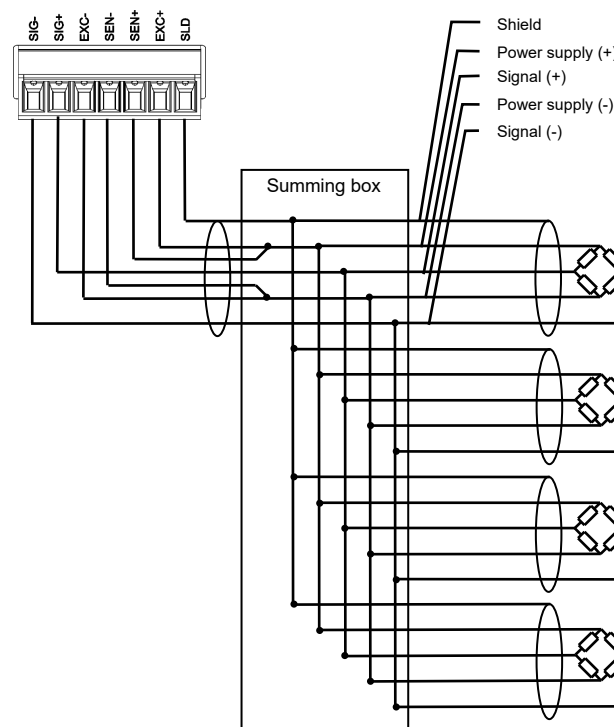 SIG-
SIG+
EXC-
SEN-
SEN+
EXC+
SLD
Shield
Power supply (+)
Signal (+)
Power supply (-)
Signal (-)
Summing box